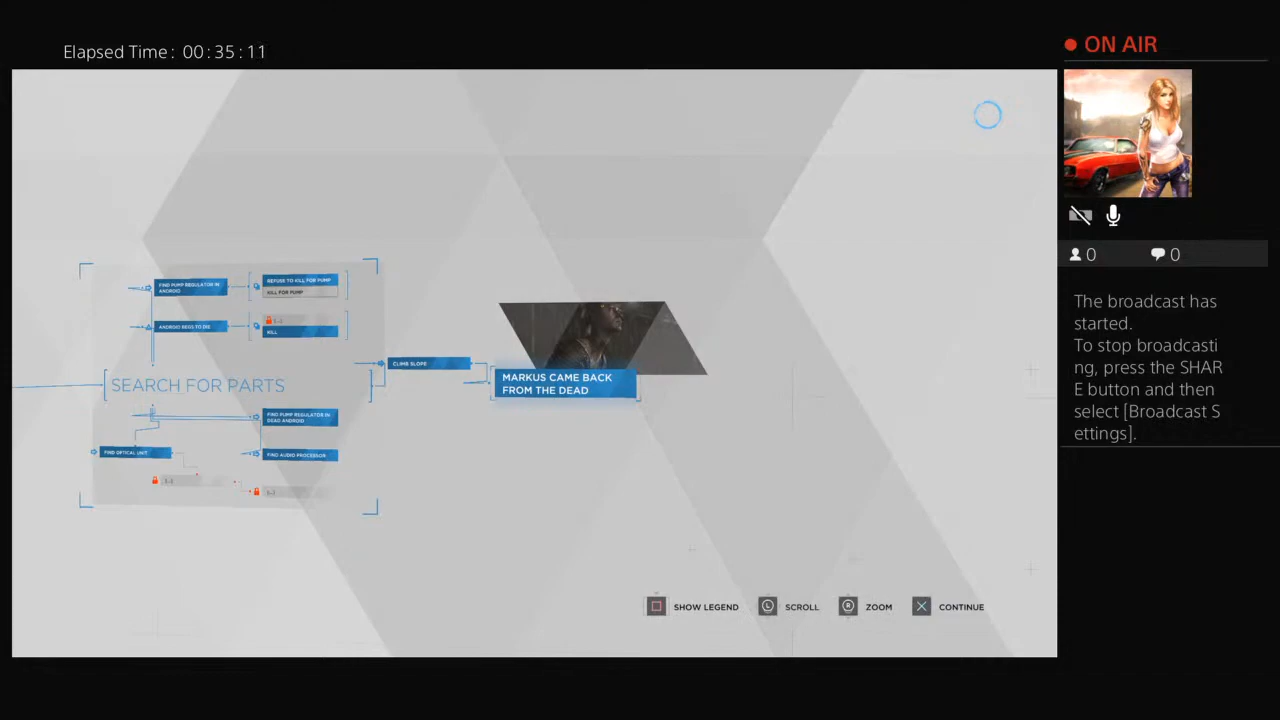 Elapsed Time: 00:35:11
ON AIR
0
0
The broadcast has
started.
To stop broadcasti
ng, press the SHAR
E button and then
select [Broadcast S
ettings].
FIND PUMP REGULATOR IN
ANDROID
REFUSE TO KILL FOR PUMP
KILL FOR PUMP
ANDROID BEGS TO DIE
KILL
CLIMB SLOPE
SEARCH FOR PARTS
MARKUS CAME BACK
FROM THE DEAD
FIND PUMP REGULATOR IN
DEAD ANDROID
FIND OPTICAL UNIT
FIND AUDIO PROCESSOR
SHOW LEGEND
L
SCROLL
R
ZOOM
CONTINUE